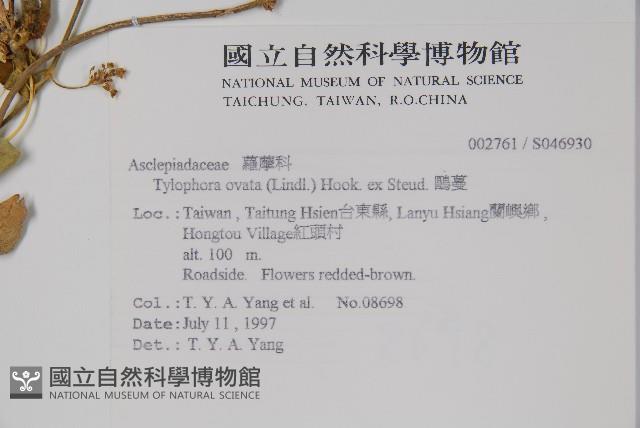 國立自然科學博物館
NATIONAL MUSEUM OF NATURAL SCIENCE
TAICHUNG, TAIWAN, R.O.CHINA
002761 / S046930
Asclepiadaceae 蘿藦科
Tylophora ovata (Lindl.) Hook. ex Steud. 鷗蔓
Loc.:Taiwan , Taitung Hsien台東縣, Lanyu Hsiang蘭嶼鄉 ,
Hongtou Village紅頭村
alt. 100 m.
Roadside. Flowers redded-brown.
Col.:T. Y. A. Yang et al. No.08698
Date:July 11 , 1997
Det.: T. Y. A. Yang
國立自然科學博物館
NATIONAL MUSEUM OF NATURAL SCIENCE